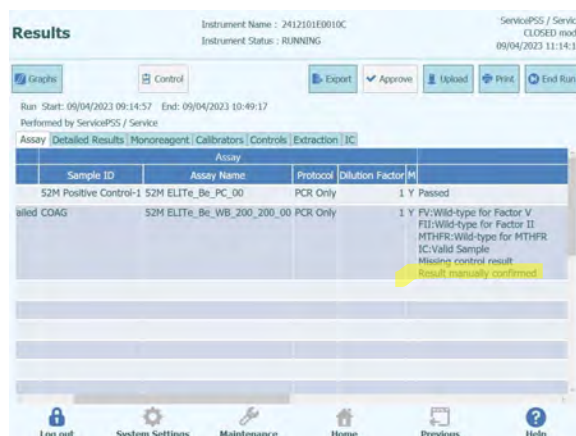 Results
Instrument Name : 2412101E0010C
Instrument Status : RUNNING
ServicePSS / Servic
CLOSED mod
09/04/2023 11:14:1
Graphs
Control
Export
Approve
Upload
Print
End Run
Run Start: 09/04/2023 09:14:57 End: 09/04/2023 10:49:17
Performed by ServicePSS / Service
Assay Detailed Results Monoreagent Calibrators Controls Extraction IC
Assay
Sample ID Assay Name Protocol Dilution Factor M
52M Positive Control-1 52M ELITe_Be_PC_00 PCR Only 1 Y Passed
ailed COAG 52M ELITe_Be_WB_200_200_00 PCR Only 1 Y FV:Wild-type for Factor V
FII:Wild-type for Factor II
MTHFR:Wild-type for MTHFR
IC:Valid Sample
Missing control result
Result manually confirmed
Log out
System Settings
Maintenance
Home
Previous
Help